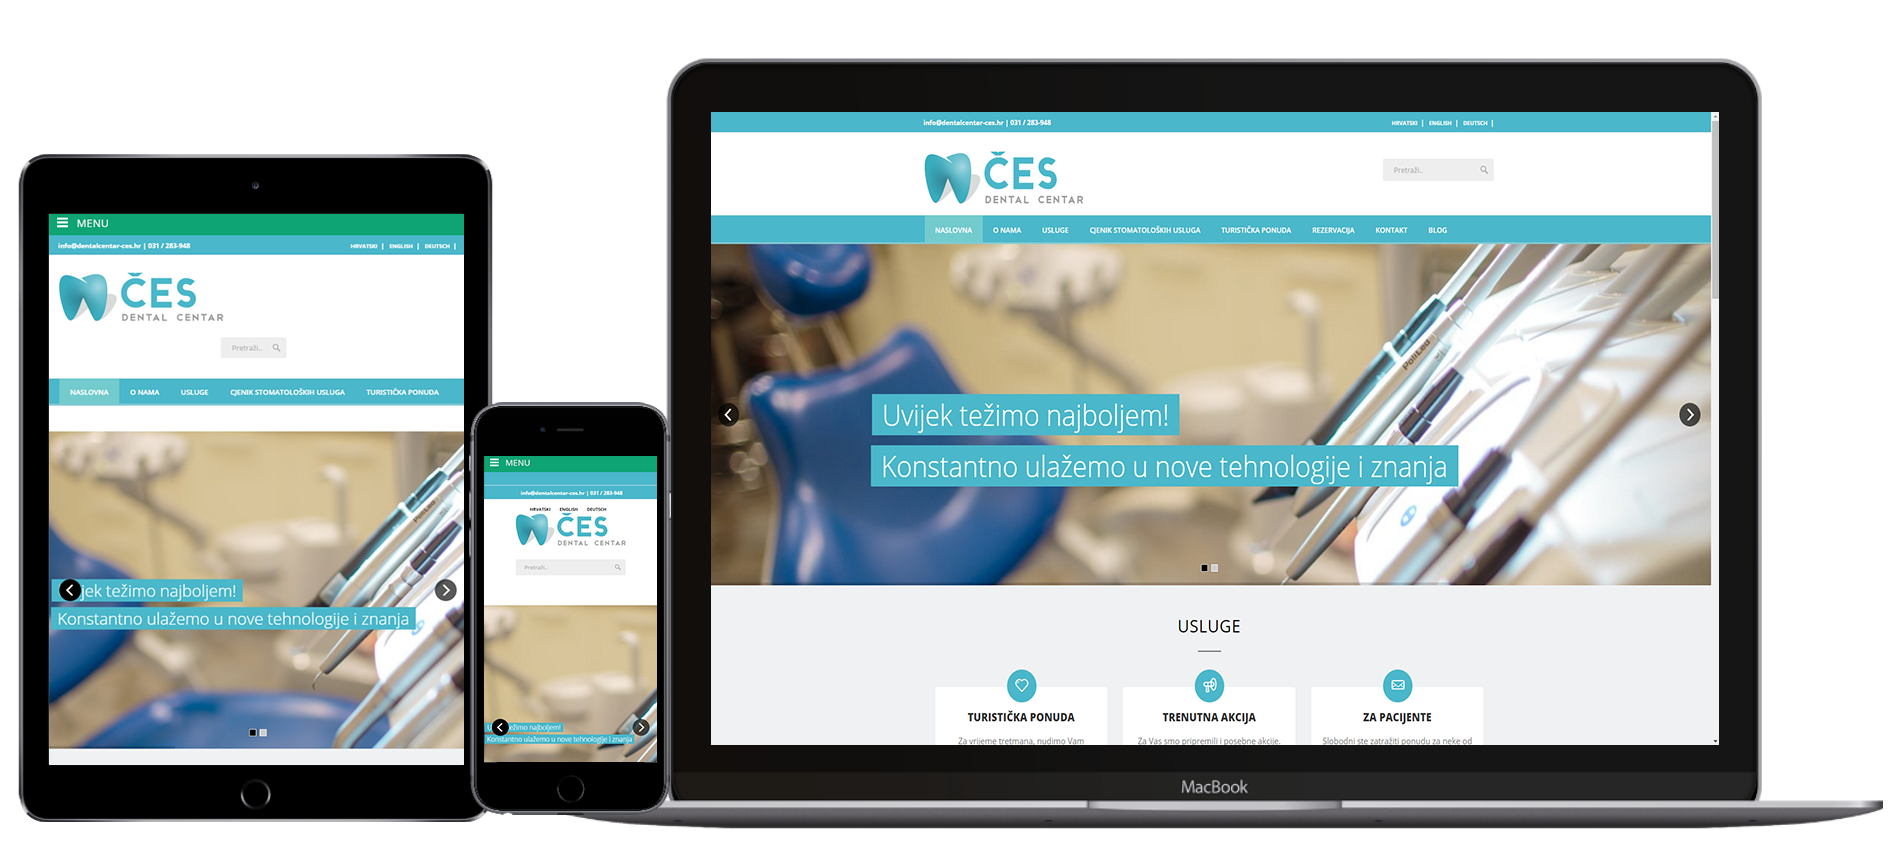 MENU
info@dentalcentar-ces.hr | 031 / 283-948
HRVATSKI | ENGLISH | DEUTSCH |
ČES
DENTAL CENTAR
Pretraži..
NASLOVNA O NAMA USLUGE CJENIK STOMATOLOŠKIH USLUGA TURISTIČKA PONUDA
PoliLed
jek težimo najboljem!
Konstantno ulažemo u nove tehnologije i znanja
MENU
info@dentalcentar-ces.hr | 031 / 283-948
HRVATSKI ENGLISH DEUTSCH
ČES
DENTAL CENTAR
Pretraži..
U težimo najboljem!
Konstantno ulažemo u nove tehnologije i znanja
info@dentalcentar-ces.hr | 031 / 283-948
HRVATSKI | ENGLISH | DEUTSCH |
ČES
DENTAL CENTAR
Pretraži..
NASLOVNA O NAMA USLUGE CJENIK STOMATOLOŠKIH USLUGA TURISTIČKA PONUDA REZERVACIJA KONTAKT BLOG
PoliLed
Uvijek težimo najboljem!
Konstantno ulažemo u nove tehnologije i znanja
USLUGE
TURISTIČKA PONUDA
Za vrijeme tretmana, nudimo Vam
TRENUTNA AKCIJA
Za Vas smo pripremili i posebne akcije.
ZA PACIJENTE
Slobodni ste zatražiti ponudu za neke od
MacBook